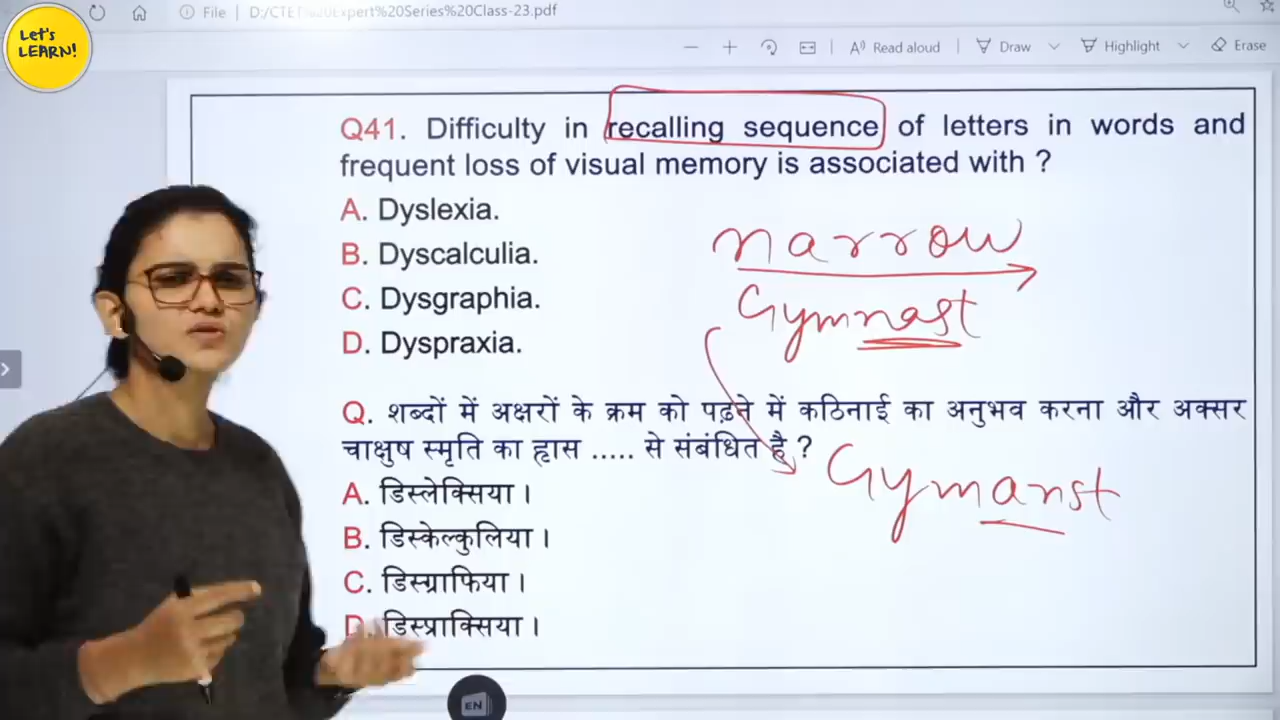 Let's
LEARN!
File | D:/CTET%20Expert%20Series%20Class-23.pdf
Read aloud | Draw Highlight Erase
Q41. Difficulty in recalling sequence of letters in words and
frequent loss of visual memory is associated with ?
A. Dyslexia.
B. Dyscalculia.
C. Dysgraphia.
D. Dyspraxia.
narrow
Gymnast
Q. शब्दों में अक्षरों के क्रम को पढ़ने में कठिनाई का अनुभव करना और अक्सर
चाक्षुष स्मृति का ह्रास ..... से संबंधित है ?
Gymanst
A. डिस्लेक्सिया ।
B. डिस्केल्कुलिया ।
C. डिस्ग्राफिया ।
D. डिस्प्राक्सिया ।
EN